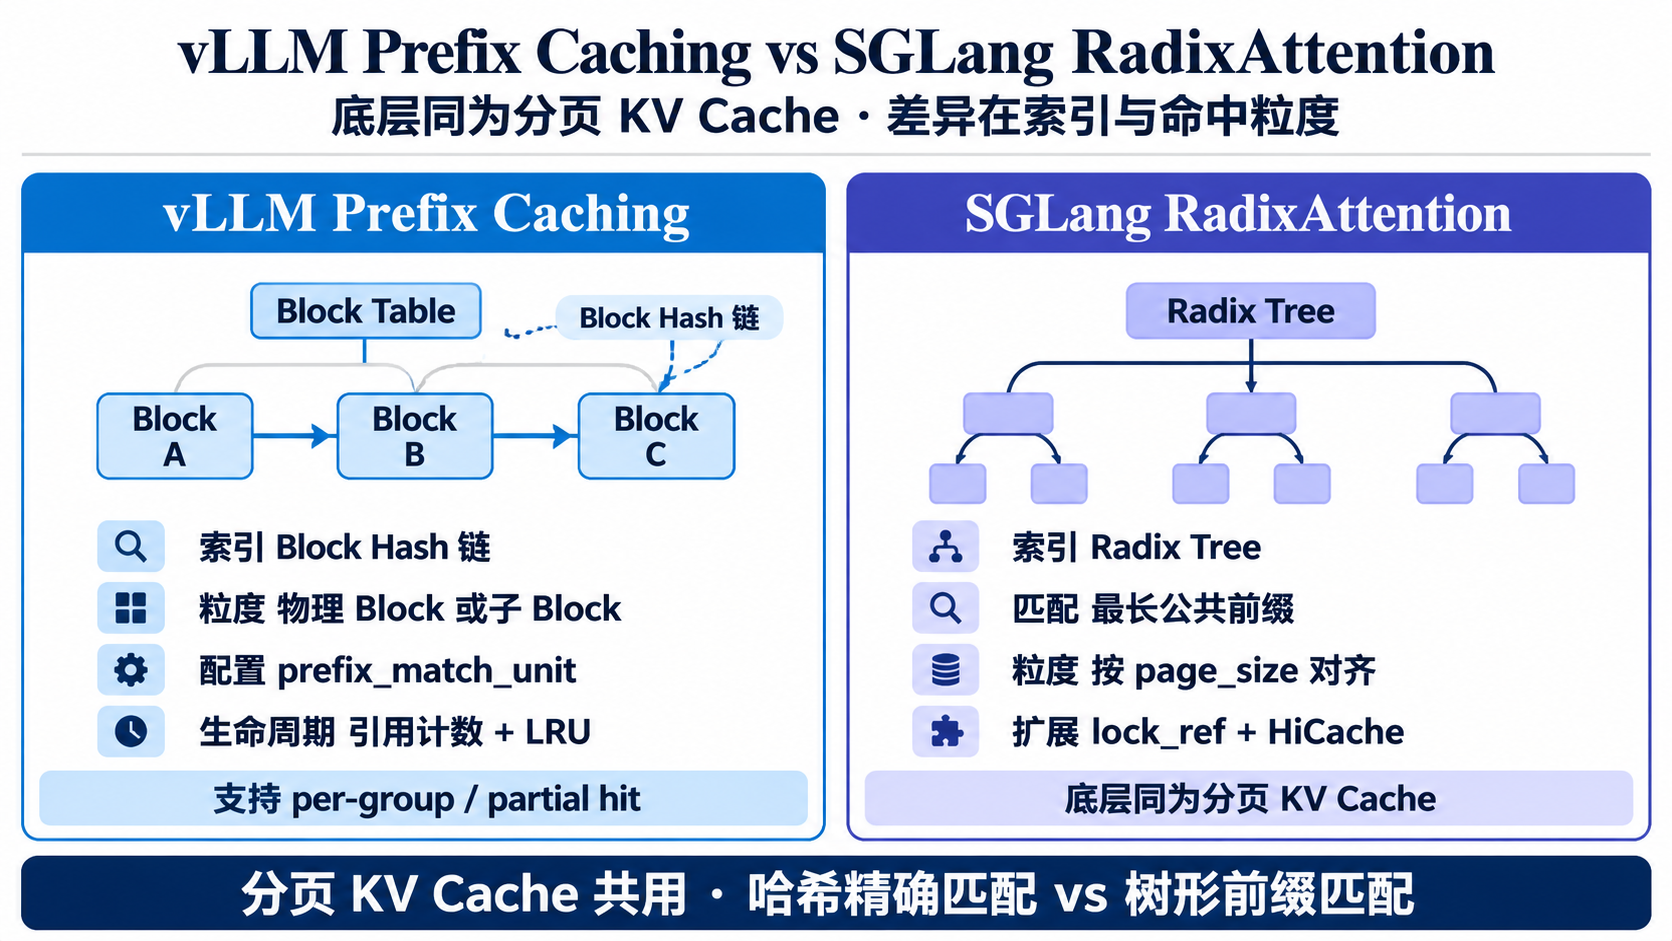 vLLM Prefix Caching vs SGLang RadixAttention
底层同为分页 KV Cache · 差异在索引与命中粒度
vLLM Prefix Caching
Block Table
Block Hash 链
Block
A
Block
B
Block
C
索引 Block Hash 链
粒度 物理 Block 或子 Block
配置 prefix_match_unit
生命周期 引用计数 + LRU
支持 per-group / partial hit
SGLang RadixAttention
Radix Tree
索引 Radix Tree
匹配 最长公共前缀
粒度 按 page_size 对齐
扩展 lock_ref + HiCache
底层同为分页 KV Cache
分页 KV Cache 共用 · 哈希精确匹配 vs 树形前缀匹配